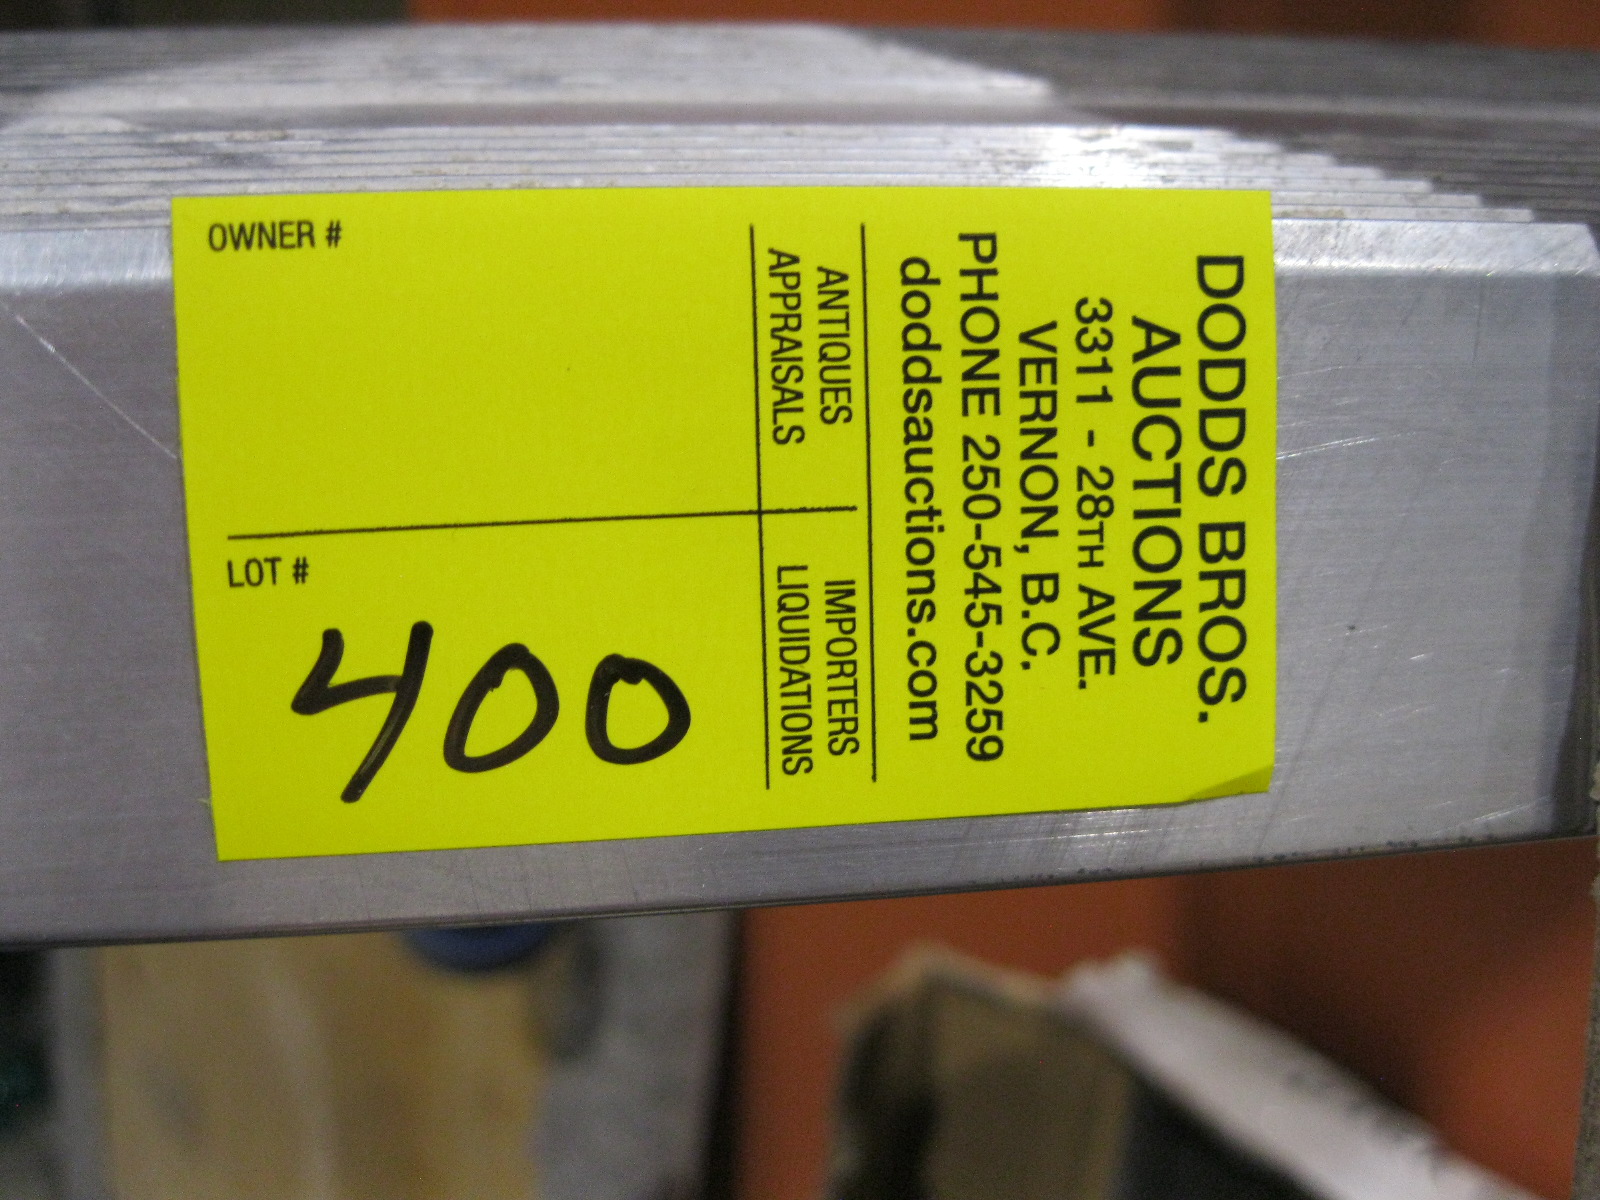 DODDS BROS.
AUCTIONS
3311 - 28TH AVE.
VERNON, B.C.
PHONE 250-545-3259
doddsauctions.com
ANTIQUES
APPRAISALS
IMPORTERS
LIQUIDATIONS
OWNER #
LOT #
400